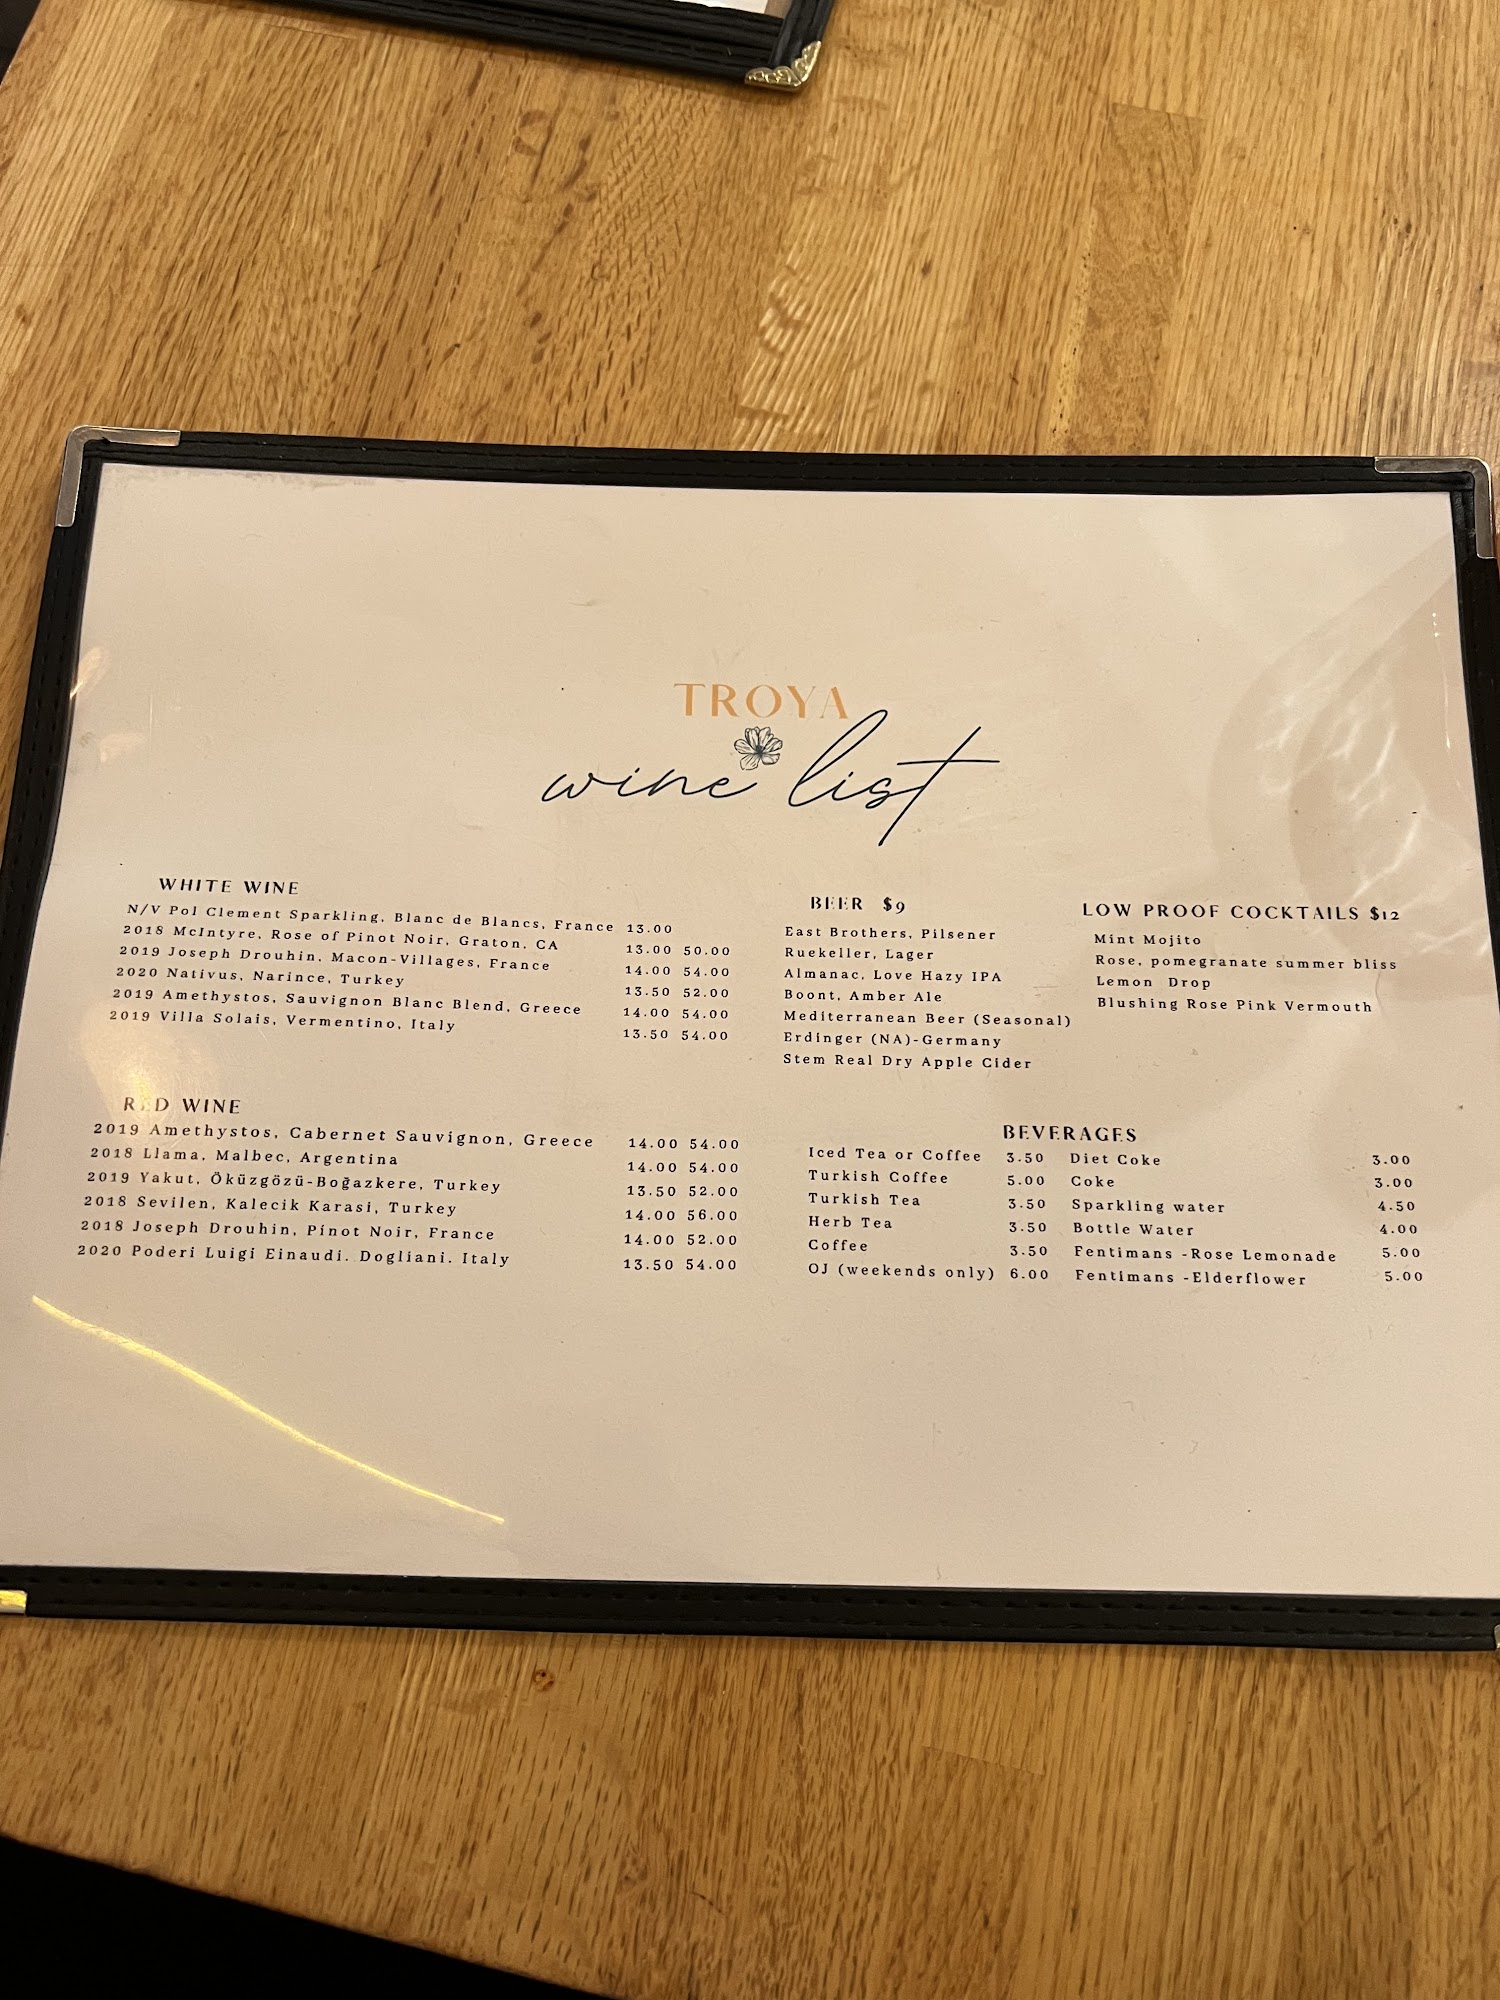 TROYA
wine list
WHITE WINE
N/V Pol Clement Sparkling, Blanc de Blancs, France 13.00
2018 McIntyre, Rose of Pinot Noir, Graton, CA 13.00 50.00
2019 Joseph Drouhin, Macon-Villages, France 14.00 54.00
2020 Nativus, Narince, Turkey 13.50 52.00
2019 Amethystos, Sauvignon Blanc Blend, Greece 14.00 54.00
2019 Villa Solais, Vermentino, Italy 13.50 54.00
RED WINE
2019 Amethystos, Cabernet Sauvignon, Greece 14.00 54.00
2018 Llama, Malbec, Argentina 14.00 54.00
2019 Yakut, Öküzgözü-Boğazkere, Turkey 13.50 52.00
2018 Sevilen, Kalecik Karasi, Turkey 14.00 56.00
2018 Joseph Drouhin, Pinot Noir, France 14.00 52.00
2020 Poderi Luigi Einaudi. Dogliani. Italy 13.50 54.00
BEER $9
East Brothers, Pilsener
Ruekeller, Lager
Almanac, Love Hazy IPA
Boont, Amber Ale
Mediterranean Beer (Seasonal)
Erdinger (NA)-Germany
Stem Real Dry Apple Cider
LOW PROOF COCKTAILS $12
Mint Mojito
Rose, pomegranate summer bliss
Lemon Drop
Blushing Rose Pink Vermouth
BEVERAGES
Iced Tea or Coffee 3.50
Turkish Coffee 5.00
Turkish Tea 3.50
Herb Tea 3.50
Coffee 3.50
OJ (weekends only) 6.00
Diet Coke 3.00
Coke 3.00
Sparkling water 4.50
Bottle Water 4.00
Fentimans -Rose Lemonade 5.00
Fentimans -Elderflower 5.00